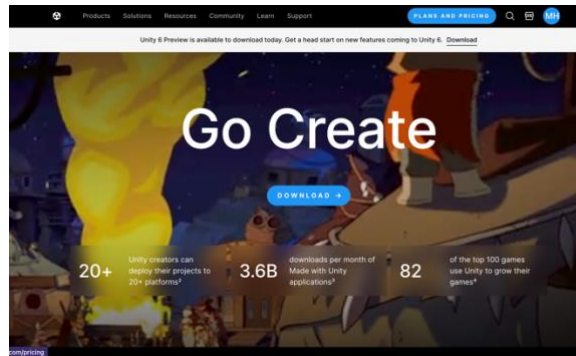 Products Solutions Resources Community Learn Support PLANS AND PRICING MH
Unity 6 Preview is available to download today. Get a head start on new features coming to Unity 6. Download
Go Create
DOWNLOAD →
20+
Unity creators can
deploy their projects to
20+ platforms²
3.6B
downloads per month of
Made with Unity
applications³
82
of the top 100 games
use Unity to grow their
games⁴
com/pricing